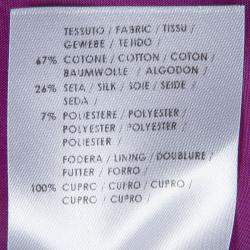 TESSUTO / FABRIC / TISSU /
GEWEBE / TEJIDO /
67% COTONE / COTTON / COTON /
BAUMWOLLE / ALGODON /
26% SETA / SILK / SOIE / SEIDE /
SEDA /
7% POLIESTERE / POLYESTER /
POLYESTER / POLYESTER /
POLIESTER /
FODERA / LINING / DOUBLURE /
FUTTER / FORRO /
100% CUPRO / CUPRO / CUPRO /
CUPRO / CUPRO /